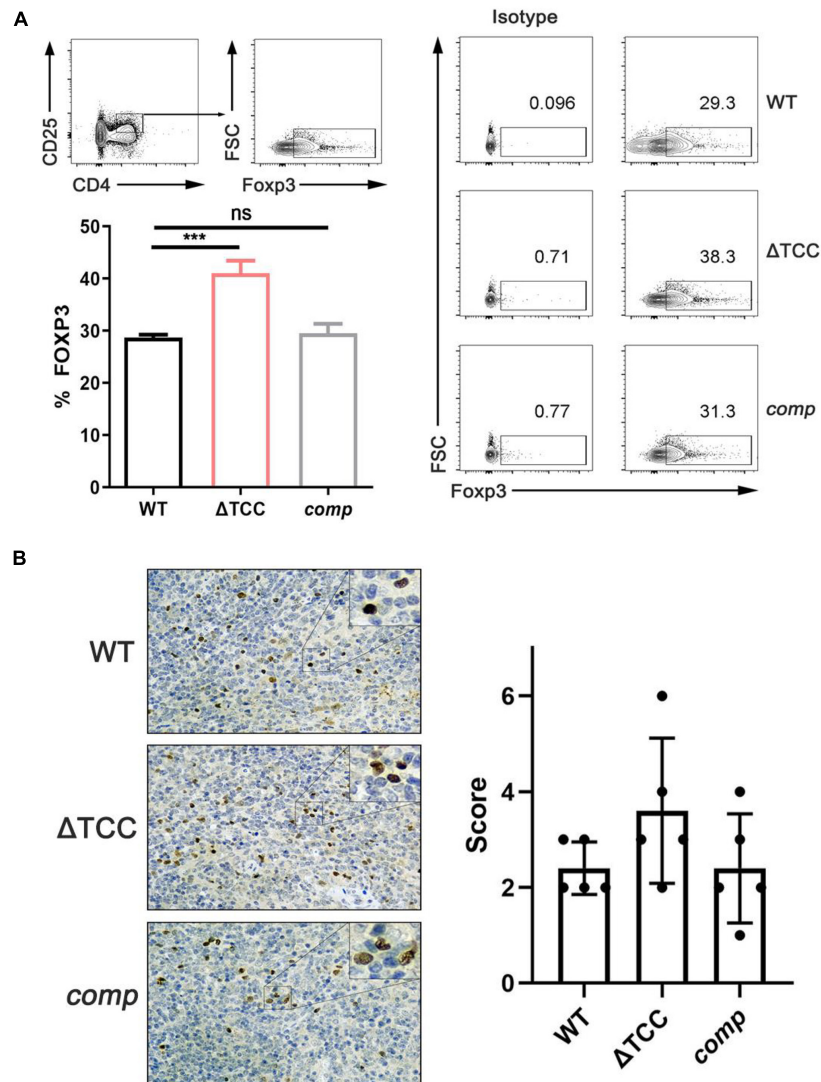 A
CD25
CD4
FSC
Foxp3
Isotype
0.096
29.3
WT
0.71
38.3
ΔTCC
0.77
31.3
comp
FSC
Foxp3
ns
***
50
40
30
20
10
0
% FOXP3
WT
ΔTCC
comp
B
WT
ΔTCC
comp
6
4
2
0
Score
WT
ΔTCC
comp